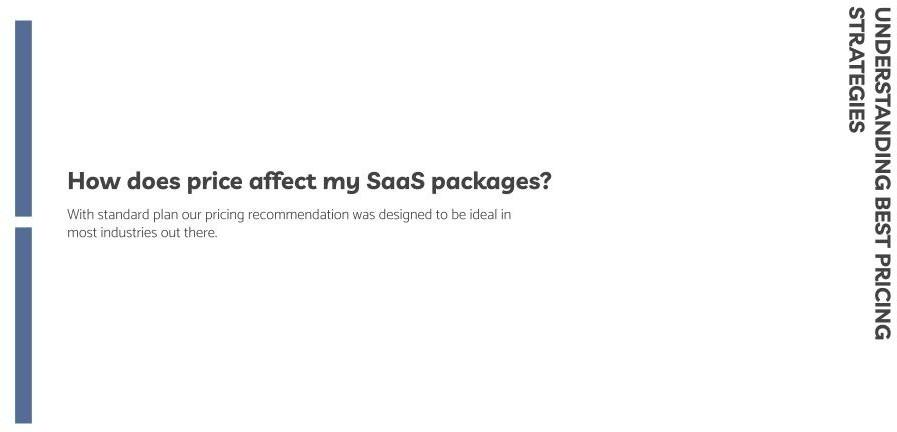 How does price affect my SaaS packages?
With standard plan our pricing recommendation was designed to be ideal in
most industries out there.
UNDERSTANDING BEST PRICING
STRATEGIES